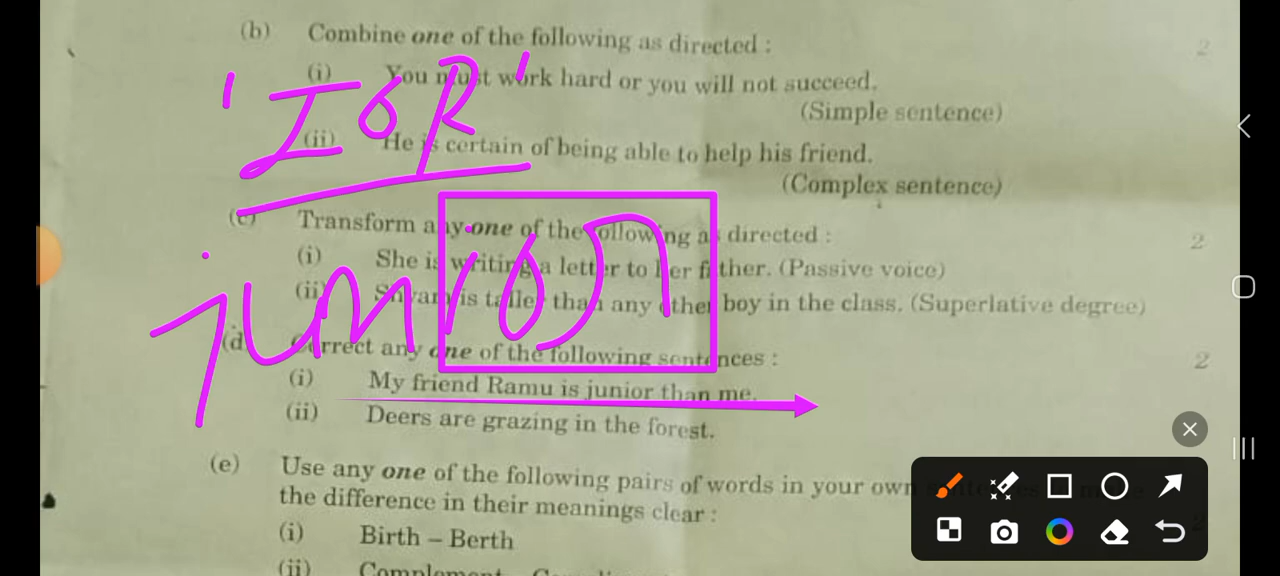 (b) Combine one of the following as directed : 2
(i) You must work hard or you will not succeed.
(Simple sentence)
'IOR'
(ii) He is certain of being able to help his friend.
(Complex sentence)
(c) Transform any one of the following as directed : 2
(i) She is writing a letter to her father. (Passive voice)
junior
(ii) Shyam is taller than any other boy in the class. (Superlative degree)
(d) Correct any one of the following sentences : 2
(i) My friend Ramu is junior than me.
(ii) Deers are grazing in the forest.
(e) Use any one of the following pairs of words in your own
the difference in their meanings clear :
(i) Birth – Berth
(ii)